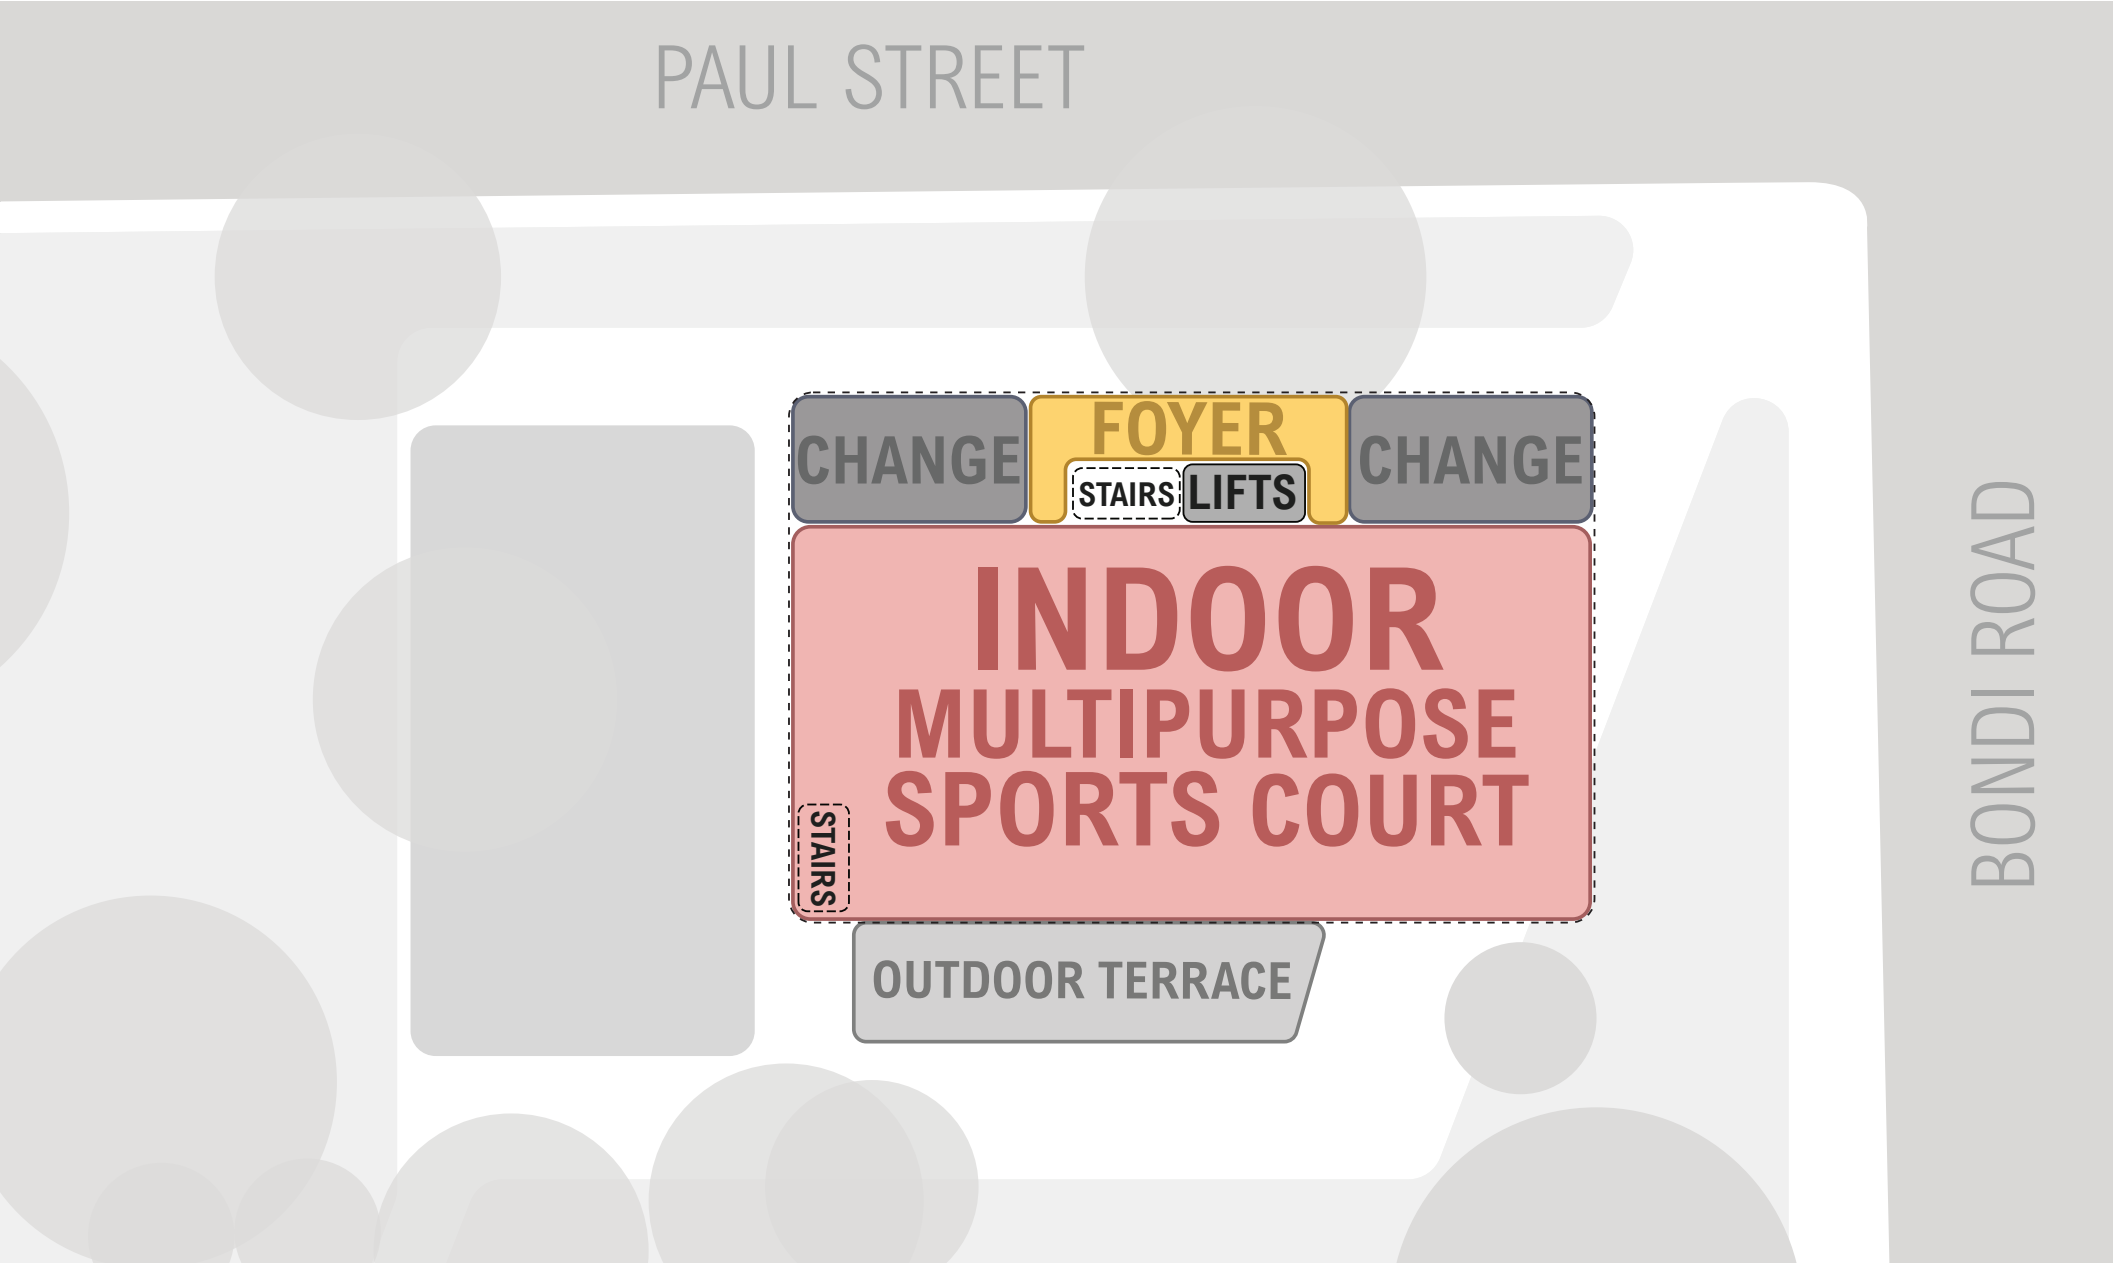 PAUL STREET
CHANGE
FOYER
CHANGE
STAIRS
LIFTS
INDOOR
MULTIPURPOSE
SPORTS COURT
STAIRS
OUTDOOR TERRACE
BONDI ROAD